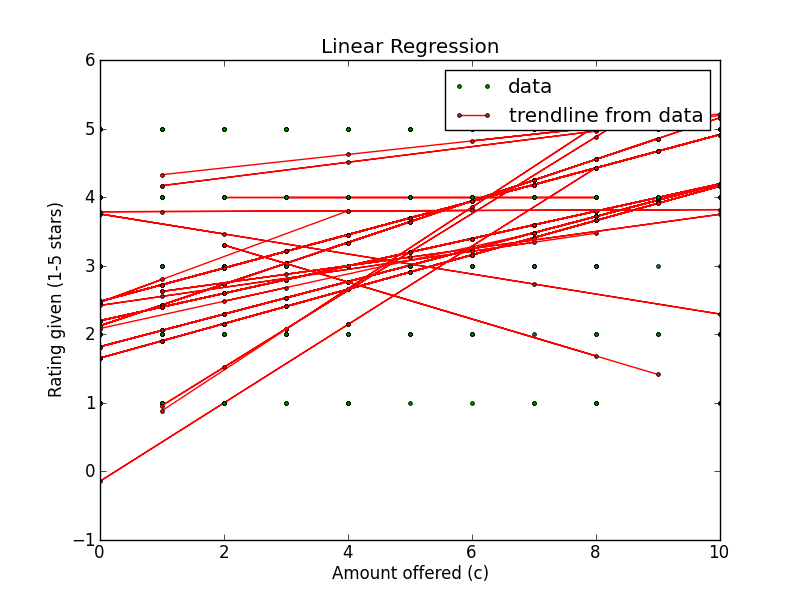 Linear Regression
data
trendline from data
6
5
4
3
2
1
0
−1
Rating given (1-5 stars)
0 2 4 6 8 10
Amount offered (c)